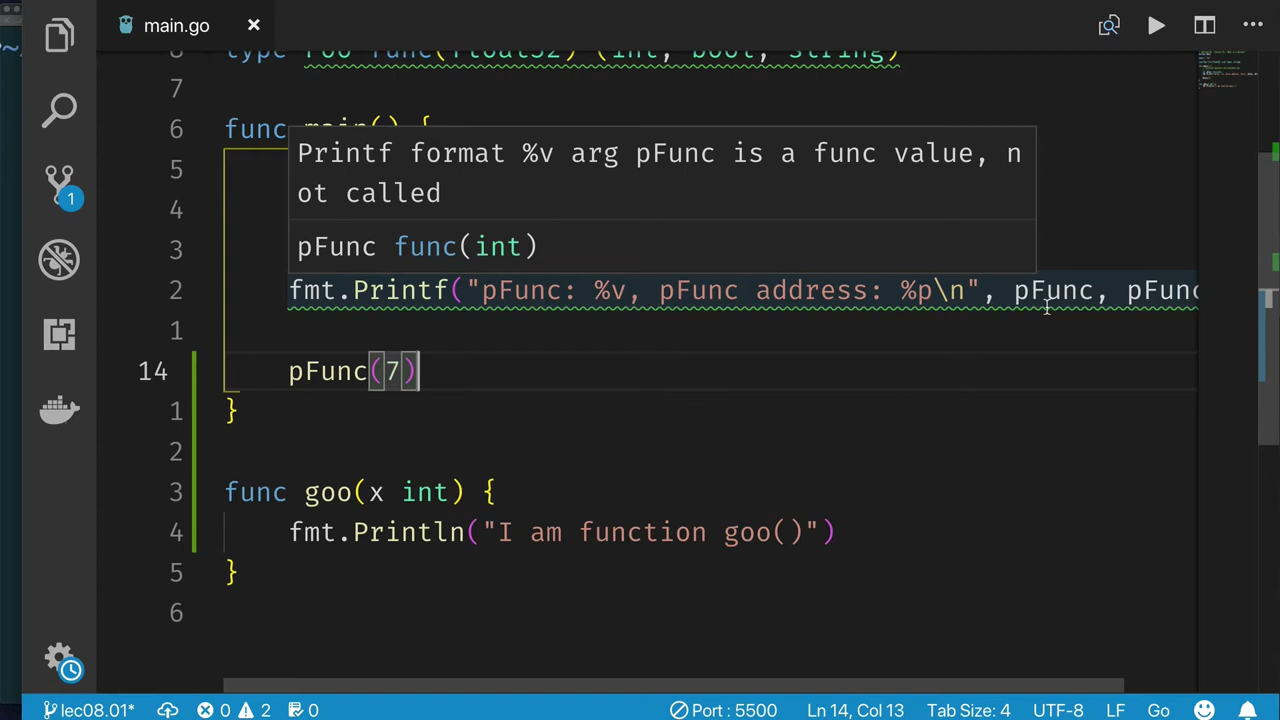 main.go
type Foo func(float32) (int, bool, string)
7
6 func main() {
5
4
3
Printf format %v arg pFunc is a func value, n
ot called
pFunc func(int)
2 fmt.Printf("pFunc: %v, pFunc address: %p\n", pFunc, pFunc
1
14 pFunc(7)
1 }
2
3 func goo(x int) {
4 fmt.Println("I am function goo()")
5 }
6
1
lec08.01* 0 2 0 Port : 5500 Ln 14, Col 13 Tab Size: 4 UTF-8 LF Go